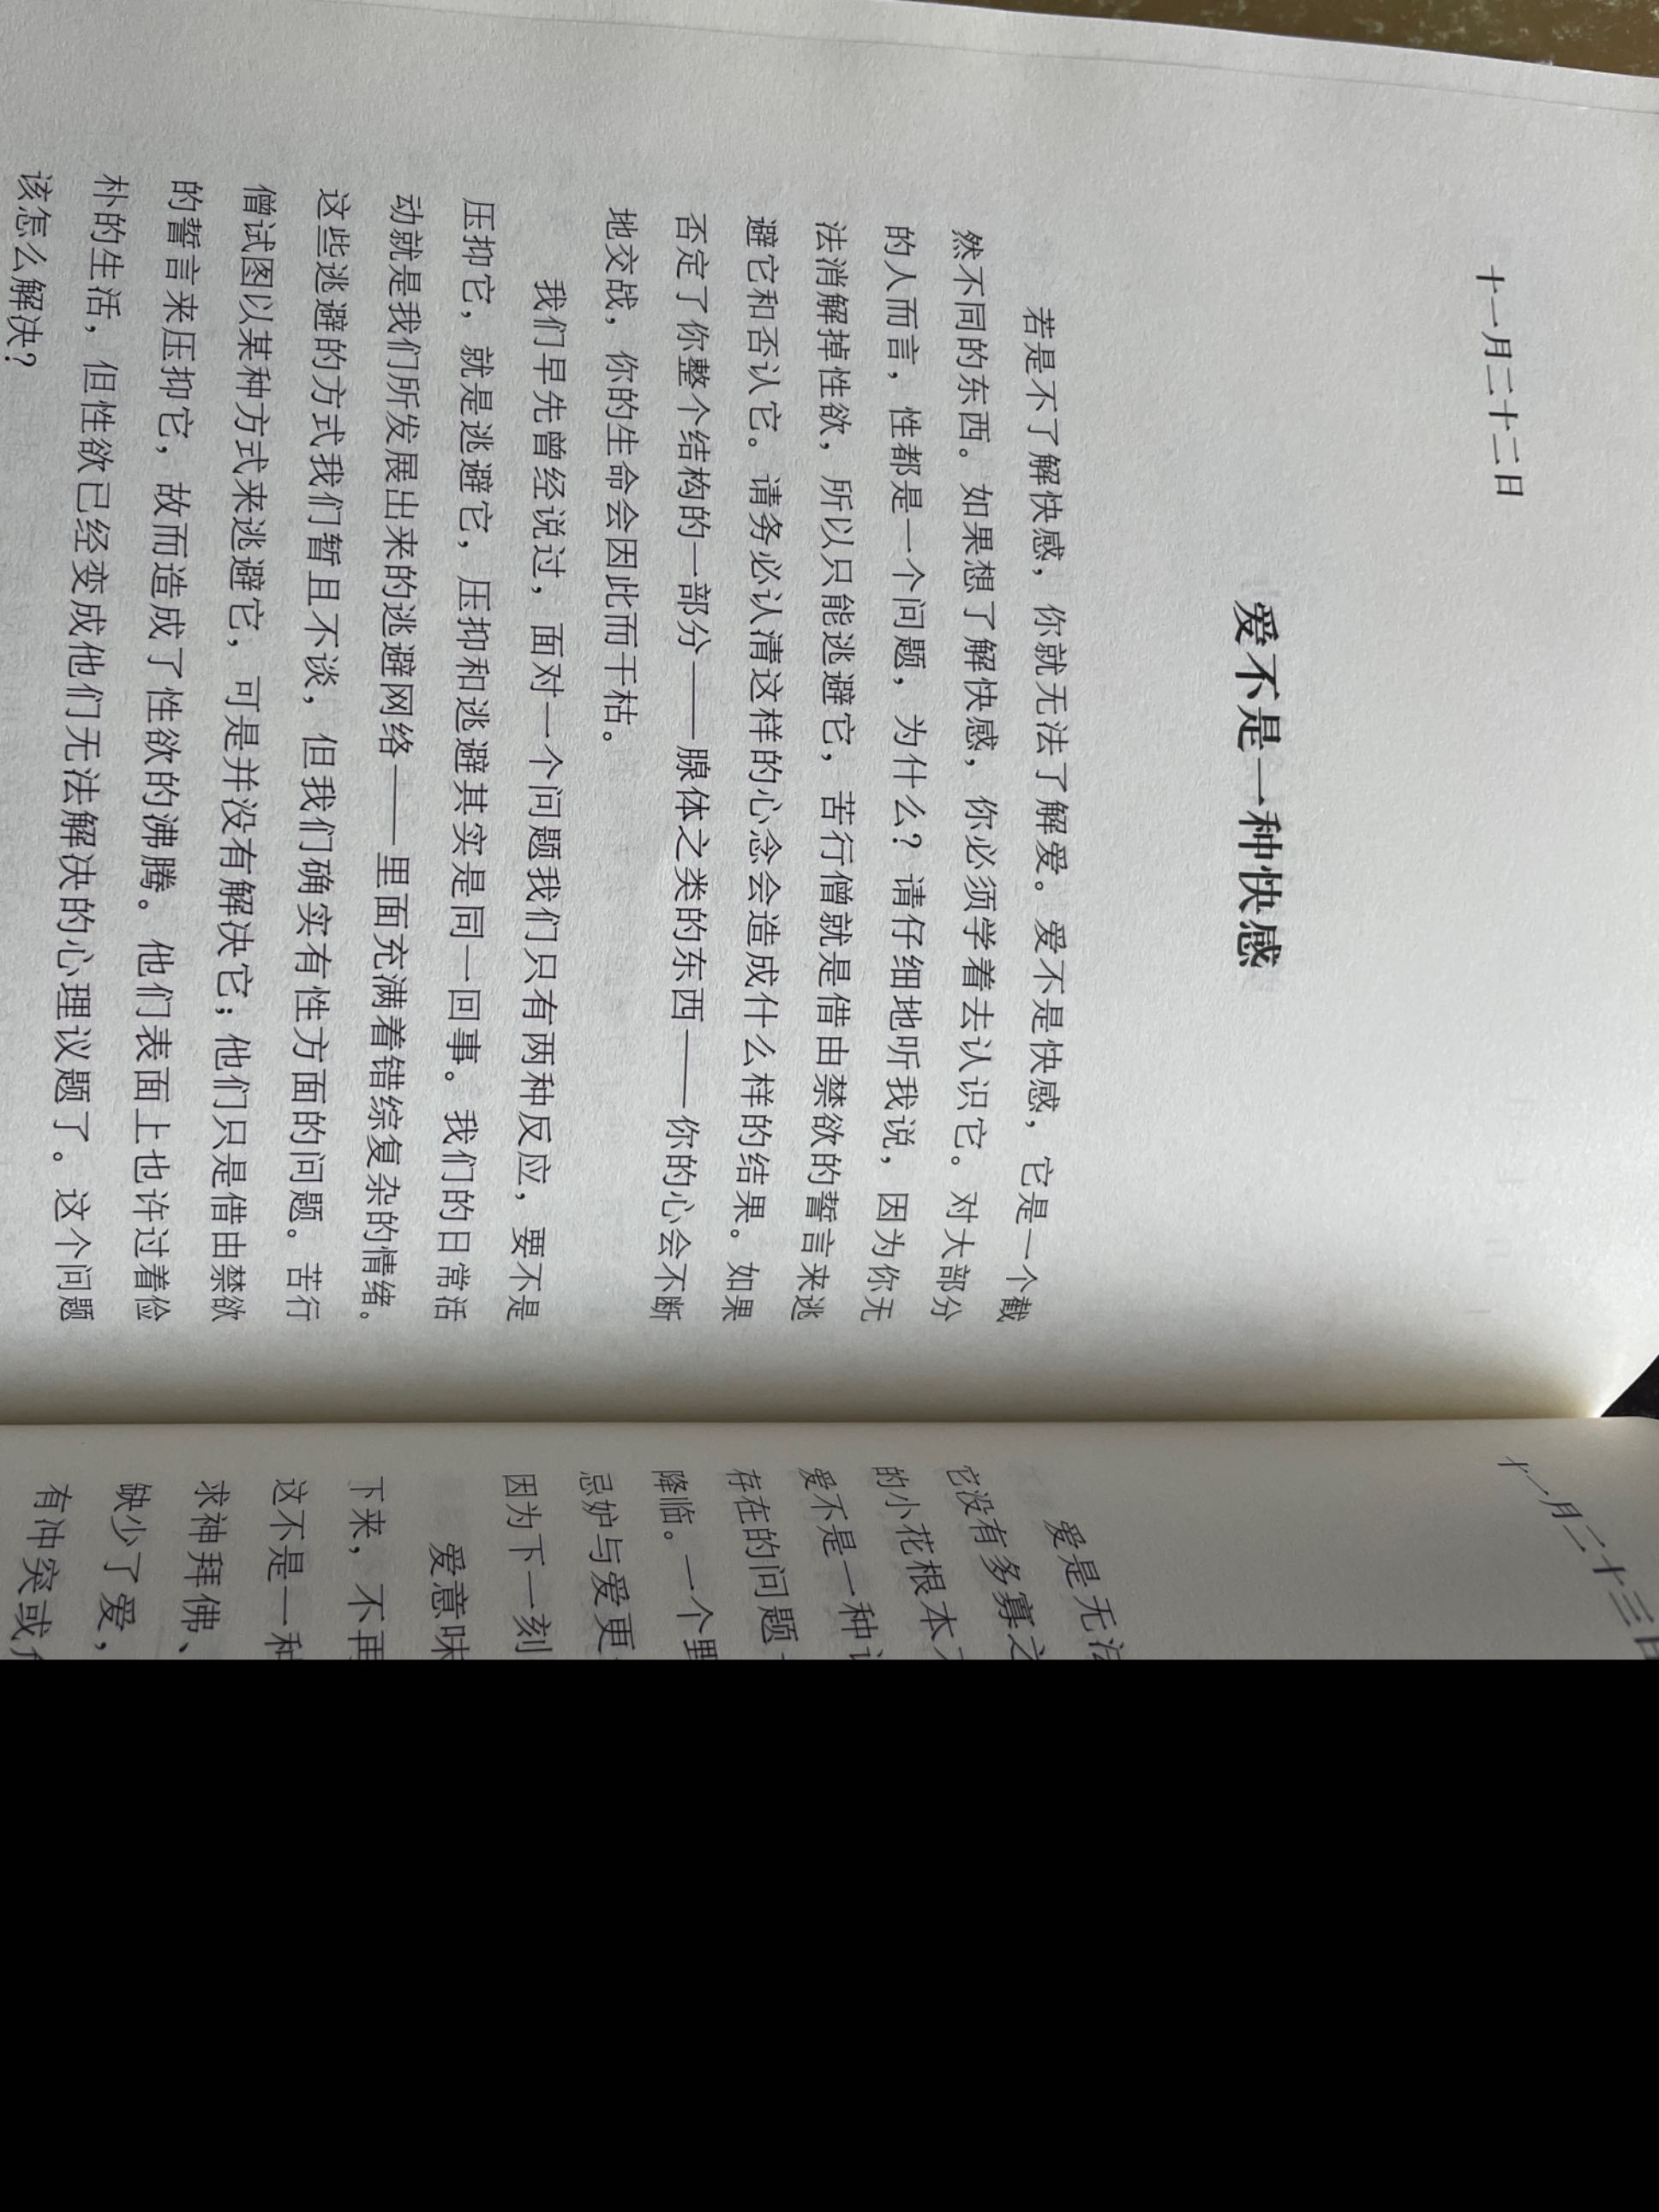 十一月二十二日
爱不是一种快感
若是不了解快感，你就无法了解爱。爱不是快感，它是一个截
然不同的东西。如果想了解快感，你必须学着去认识它。对大部分
的人而言，性都是一个问题，为什么？请仔细地听我说，因为你无
法消解掉性欲，所以只能逃避它，苦行僧就是借由禁欲的誓言来逃
避它和否认它。请务必认清这样的心念会造成什么样的结果。如果
否定了你整个结构的一部分——腺体之类的东西——你的心会不断
地交战，你的生命会因此而干枯。
我们早先曾经说过，面对一个问题我们只有两种反应，要不是
压抑它，就是逃避它，压抑和逃避其实是同一回事。我们的日常活
动就是我们所发展出来的逃避网络——里面充满着错综复杂的情绪。
这些逃避的方式我们暂且不谈，但我们确实有性方面的问题。苦行
僧试图以某种方式来逃避它，可是并没有解决它；他们只是借由禁欲
的誓言来压抑它，故而造成了性欲的沸腾。他们表面上也许过着俭
朴的生活，但性欲已经变成他们无法解决的心理议题了。这个问题
该怎么解决？
十一月二十三日
爱是无法
它没有多寡之
的小花根本
爱不是一种
存在的问题
降临。一个
忌妒与爱更
因为下一刻
爱意味
下来，不再
这不是一种
求神拜佛、
缺少了爱，
有冲突或